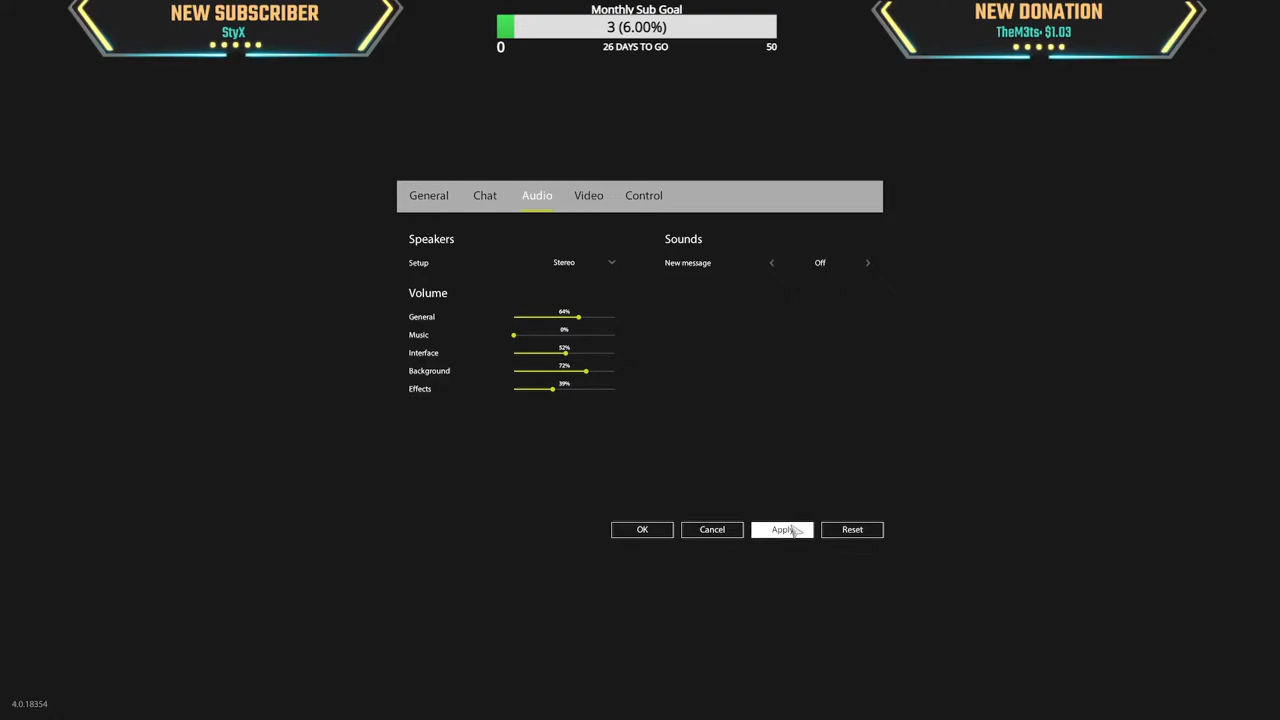 NEW SUBSCRIBER
StyX
Monthly Sub Goal
3 (6.00%)
0
26 DAYS TO GO
50
NEW DONATION
TheM3ts• $1.03
General
Chat
Audio
Video
Control
Speakers
Setup
Stereo
Sounds
New message
Off
Volume
General
64%
Music
0%
Interface
52%
Background
72%
Effects
39%
OK
Cancel
Apply
Reset
4.0.18354